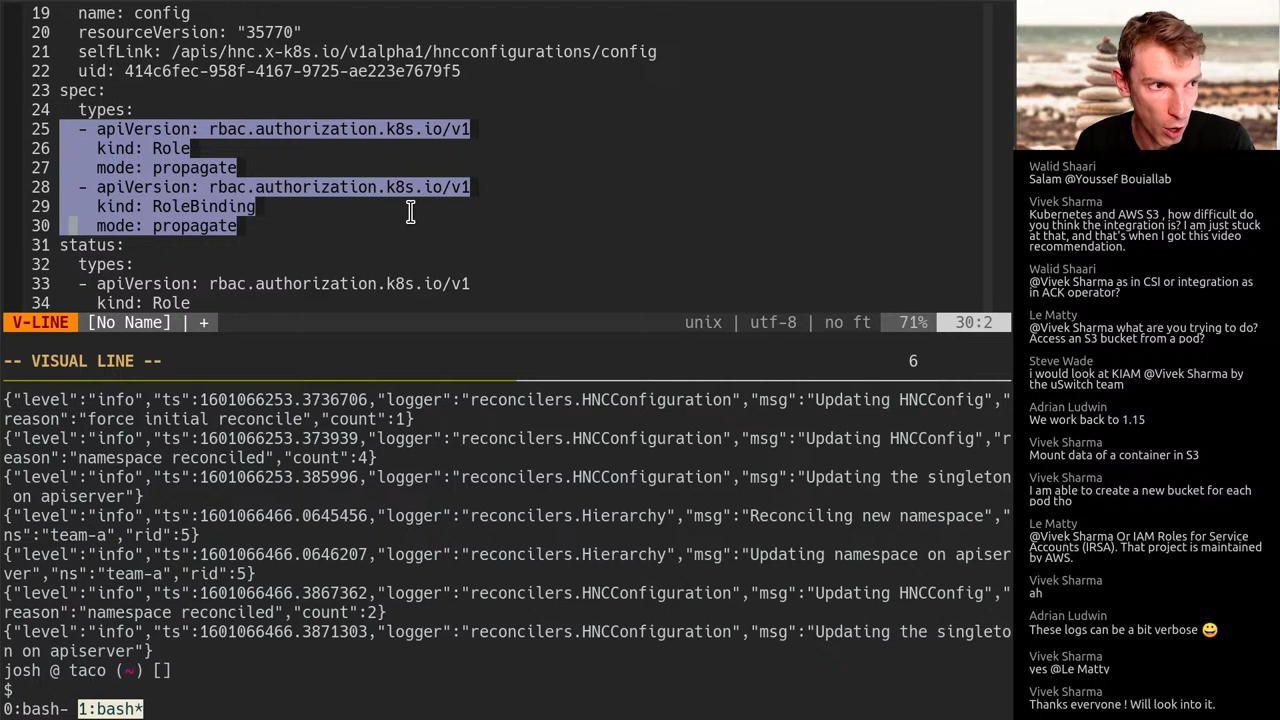 19 name: config
20 resourceVersion: "35770"
21 selfLink: /apis/hnc.x-k8s.io/v1alpha1/hncconfigurations/config
22 uid: 414c6fec-958f-4167-9725-ae223e7679f5
23 spec:
24 types:
25 - apiVersion: rbac.authorization.k8s.io/v1
26 kind: Role
27 mode: propagate
28 - apiVersion: rbac.authorization.k8s.io/v1
29 kind: RoleBinding
30 mode: propagate
31 status:
32 types:
33 - apiVersion: rbac.authorization.k8s.io/v1
34 kind: Role
V-LINE [No Name] | + unix | utf-8 | no ft 71% 30:2
-- VISUAL LINE -- 6
{"level":"info","ts":1601066253.3736706,"logger":"reconcilers.HNCConfiguration","msg":"Updating HNCConfig","
reason":"force initial reconcile","count":1}
{"level":"info","ts":1601066253.373939,"logger":"reconcilers.HNCConfiguration","msg":"Updating HNCConfig","r
eason":"namespace reconciled","count":4}
{"level":"info","ts":1601066253.385996,"logger":"reconcilers.HNCConfiguration","msg":"Updating the singleton
 on apiserver"}
{"level":"info","ts":1601066466.0645456,"logger":"reconcilers.Hierarchy","msg":"Reconciling new namespace","
ns":"team-a","rid":5}
{"level":"info","ts":1601066466.0646207,"logger":"reconcilers.Hierarchy","msg":"Updating namespace on apiser
ver","ns":"team-a","rid":5}
{"level":"info","ts":1601066466.3867362,"logger":"reconcilers.HNCConfiguration","msg":"Updating HNCConfig","
reason":"namespace reconciled","count":2}
{"level":"info","ts":1601066466.3871303,"logger":"reconcilers.HNCConfiguration","msg":"Updating the singleto
n on apiserver"}
josh @ taco (~) []
$
0:bash- 1:bash*
Walid Shaari
Salam @Youssef Boujallab
Vivek Sharma
Kubernetes and AWS S3 , how difficult do
you think the integration is? I am just stuck
at that, and that's when I got this video
recommendation.
Walid Shaari
@Vivek Sharma as in CSI or integration as
in ACK operator?
Le Matty
@Vivek Sharma what are you trying to do?
Access an S3 bucket from a pod?
Steve Wade
i would look at KIAM @Vivek Sharma by
the uSwitch team
Adrian Ludwin
We work back to 1.15
Vivek Sharma
Mount data of a container in S3
Vivek Sharma
I am able to create a new bucket for each
pod tho
Le Matty
@Vivek Sharma Or IAM Roles for Service
Accounts (IRSA). That project is maintained
by AWS.
Vivek Sharma
ah
Adrian Ludwin
These logs can be a bit verbose 😀
Vivek Sharma
yes @Le Matty
Vivek Sharma
Thanks everyone ! Will look into it.